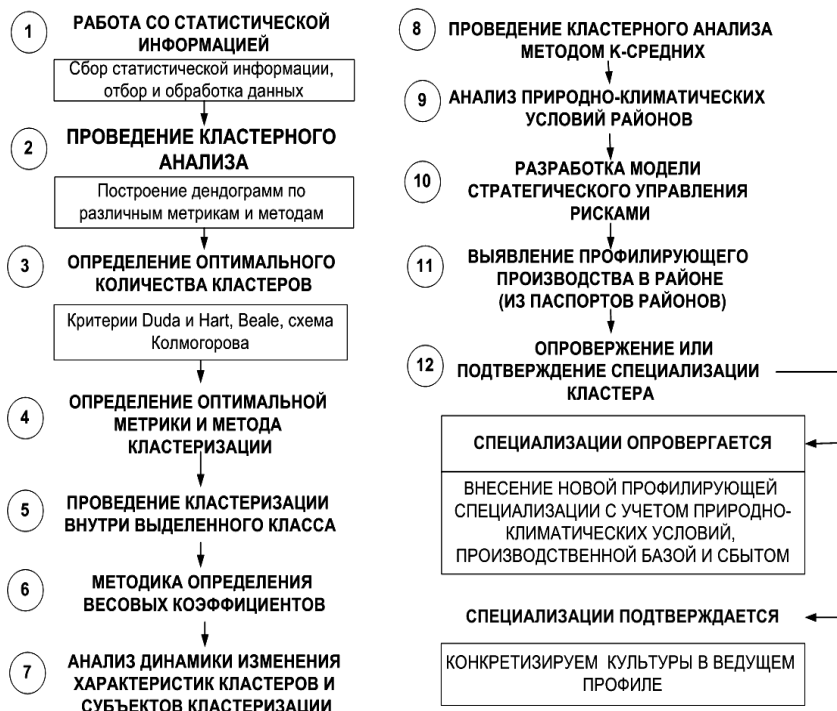 1
РАБОТА СО СТАТИСТИЧЕСКОЙ
ИНФОРМАЦИЕЙ
Сбор статистической информации,
отбор и обработка данных
2
ПРОВЕДЕНИЕ КЛАСТЕРНОГО
АНАЛИЗА
Построение дендограмм по
различным метрикам и методам
3
ОПРЕДЕЛЕНИЕ ОПТИМАЛЬНОГО
КОЛИЧЕСТВА КЛАСТЕРОВ
Критерии Duda и Hart, Beale, схема
Колмогорова
4
ОПРЕДЕЛЕНИЕ ОПТИМАЛЬНОЙ
МЕТРИКИ И МЕТОДА
КЛАСТЕРИЗАЦИИ
5
ПРОВЕДЕНИЕ КЛАСТЕРИЗАЦИИ
ВНУТРИ ВЫДЕЛЕННОГО КЛАССА
6
МЕТОДИКА ОПРЕДЕЛЕНИЯ
ВЕСОВЫХ КОЭФФИЦИЕНТОВ
7
АНАЛИЗ ДИНАМИКИ ИЗМЕНЕНИЯ
ХАРАКТЕРИСТИК КЛАСТЕРОВ И
СУБЪЕКТОВ КЛАСТЕРИЗАЦИИ
8
ПРОВЕДЕНИЕ КЛАСТЕРНОГО АНАЛИЗА
МЕТОДОМ К-СРЕДНИХ
9
АНАЛИЗ ПРИРОДНО-КЛИМАТИЧЕСКИХ
УСЛОВИЙ РАЙОНОВ
10
РАЗРАБОТКА МОДЕЛИ
СТРАТЕГИЧЕСКОГО УПРАВЛЕНИЯ
РИСКАМИ
11
ВЫЯВЛЕНИЕ ПРОФИЛИРУЮЩЕГО
ПРОИЗВОДСТВА В РАЙОНЕ
(ИЗ ПАСПОРТОВ РАЙОНОВ)
12
ОПРОВЕРЖЕНИЕ ИЛИ
ПОДТВЕРЖДЕНИЕ СПЕЦИАЛИЗАЦИИ
КЛАСТЕРА
СПЕЦИАЛИЗАЦИИ ОПРОВЕРГАЕТСЯ
ВНЕСЕНИЕ НОВОЙ ПРОФИЛИРУЮЩЕЙ
СПЕЦИАЛИЗАЦИИ С УЧЕТОМ ПРИРОДНО-
КЛИМАТИЧЕСКИХ УСЛОВИЙ,
ПРОИЗВОДСТВЕННОЙ БАЗОЙ И СБЫТОМ
СПЕЦИАЛИЗАЦИИ ПОДТВЕРЖДАЕТСЯ
КОНКРЕТИЗИРУЕМ КУЛЬТУРЫ В ВЕДУЩЕМ
ПРОФИЛЕ